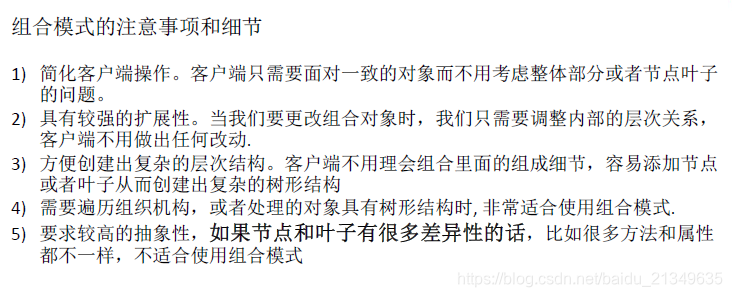 组合模式的注意事项和细节
1) 简化客户端操作。客户端只需要面对一致的对象而不用考虑整体部分或者节点叶子
的问题。
2) 具有较强的扩展性。当我们要更改组合对象时，我们只需要调整内部的层次关系，
客户端不用做出任何改动.
3) 方便创建出复杂的层次结构。客户端不用理会组合里面的组成细节，容易添加节点
或者叶子从而创建出复杂的树形结构
4) 需要遍历组织机构，或者处理的对象具有树形结构时, 非常适合使用组合模式.
5) 要求较高的抽象性，如果节点和叶子有很多差异性的话，比如很多方法和属性
都不一样，不适合使用组合模式
https://blog.csdn.net/baidu_21349635